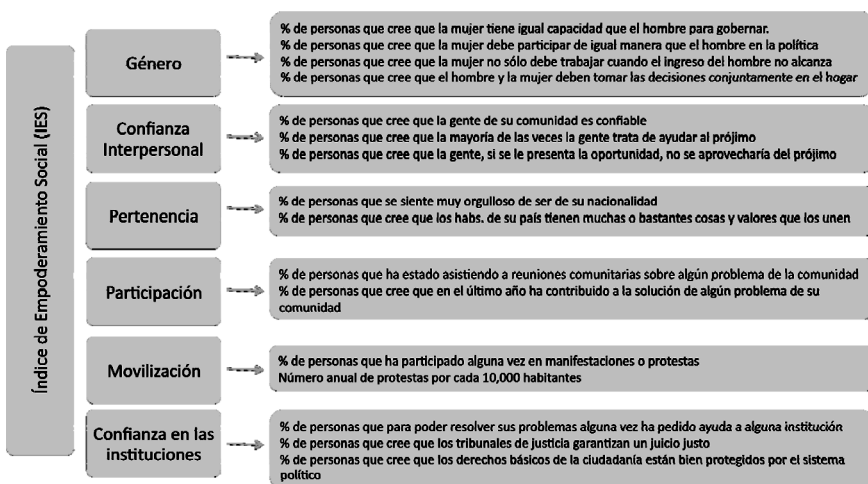 Índice de Empoderamiento Social (IES)
Género
% de personas que cree que la mujer tiene igual capacidad que el hombre para gobernar.
% de personas que cree que la mujer debe participar de igual manera que el hombre en la política
% de personas que cree que la mujer no sólo debe trabajar cuando el ingreso del hombre no alcanza
% de personas que cree que el hombre y la mujer deben tomar las decisiones conjuntamente en el hogar
Confianza
Interpersonal
% de personas que cree que la gente de su comunidad es confiable
% de personas que cree que la mayoría de las veces la gente trata de ayudar al prójimo
% de personas que cree que la gente, si se le presenta la oportunidad, no se aprovecharía del prójimo
Pertenencia
% de personas que se siente muy orgulloso de ser de su nacionalidad
% de personas que cree que los habs. de su país tienen muchas o bastantes cosas y valores que los unen
Participación
% de personas que ha estado asistiendo a reuniones comunitarias sobre algún problema de la comunidad
% de personas que cree que en el último año ha contribuido a la solución de algún problema de su
comunidad
Movilización
% de personas que ha participado alguna vez en manifestaciones o protestas
Número anual de protestas por cada 10,000 habitantes
Confianza en las
instituciones
% de personas que para poder resolver sus problemas alguna vez ha pedido ayuda a alguna institución
% de personas que cree que los tribunales de justicia garantizan un juicio justo
% de personas que cree que los derechos básicos de la ciudadanía están bien protegidos por el sistema
político